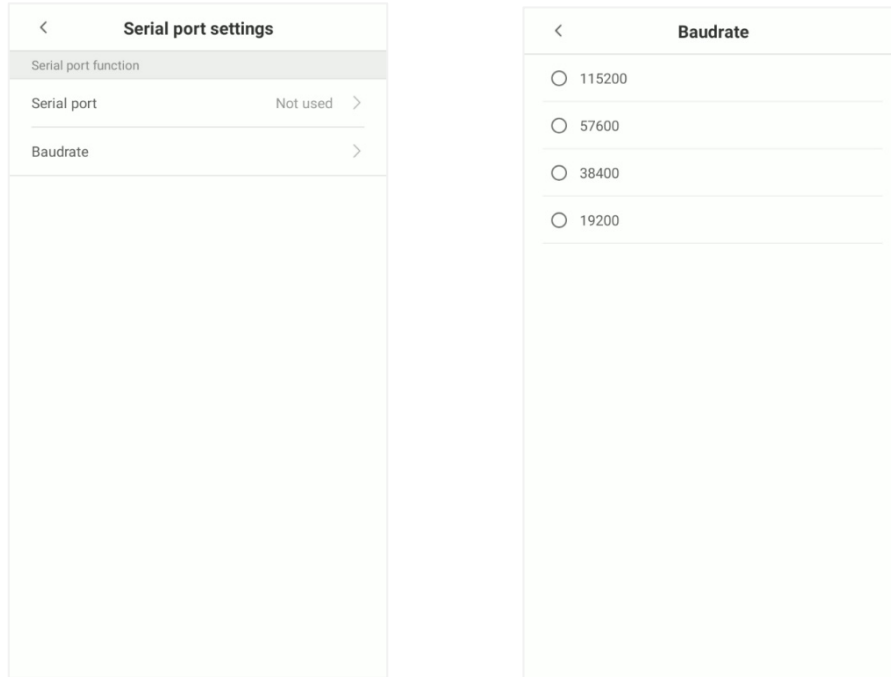 Serial port settings
Serial port function
Serial port Not used
Baudrate
Baudrate
115200
57600
38400
19200